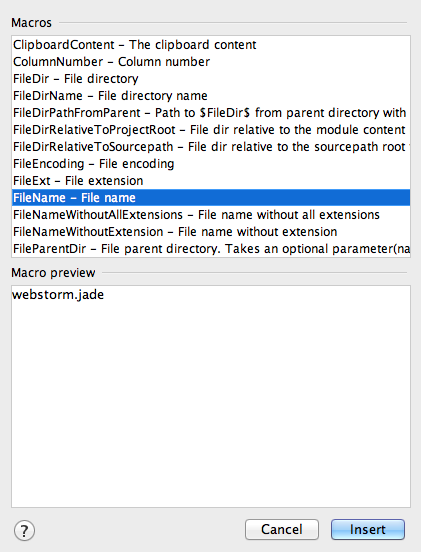 Macros
ClipboardContent – The clipboard content
ColumnNumber – Column number
FileDir – File directory
FileDirName – File directory name
FileDirPathFromParent – Path to $FileDir$ from parent directory with
FileDirRelativeToProjectRoot – File dir relative to the module content
FileDirRelativeToSourcepath – File dir relative to the sourcepath root
FileEncoding – File encoding
FileExt – File extension
FileName – File name
FileNameWithoutAllExtensions – File name without all extensions
FileNameWithoutExtension – File name without extension
FileParentDir – File parent directory. Takes an optional parameter(na
Macro preview
webstorm.jade
?
Cancel
Insert